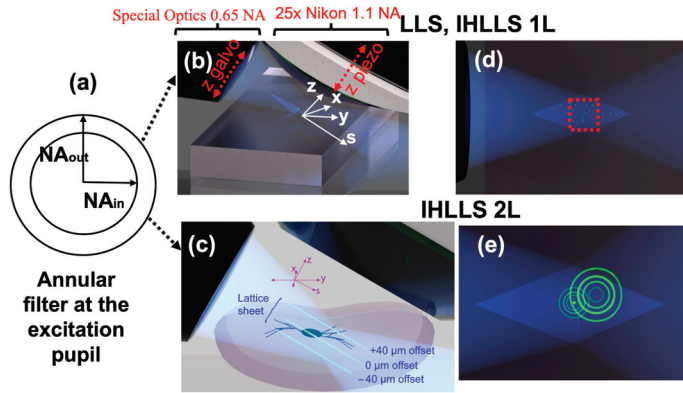 Special Optics 0.65 NA
25x Nikon 1.1 NA
LLS, IHLLS 1L
(a)
NAout
NAin
Annular
filter at the
excitation
pupil
(b)
z galvo
z piezo
z
x
y
s
(d)
IHLLS 2L
(c)
z
x
y
s
Lattice
sheet
+40 µm offset
0 µm offset
−40 µm offset
(e)